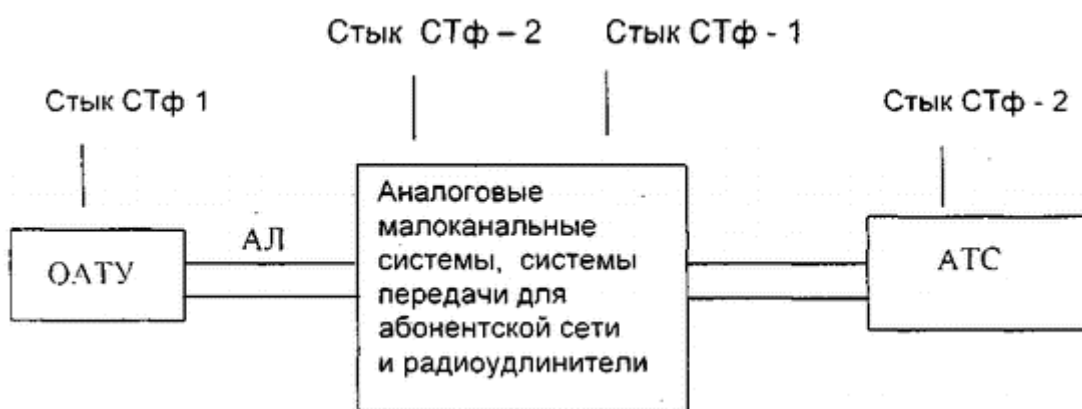 Стык СТф – 2
Стык СТф - 1
Стык СТф 1
Стык СТф - 2
ОАТУ
АЛ
Аналоговые
малоканальные
системы, системы
передачи для
абонентской сети
и радиоудлинители
АТС